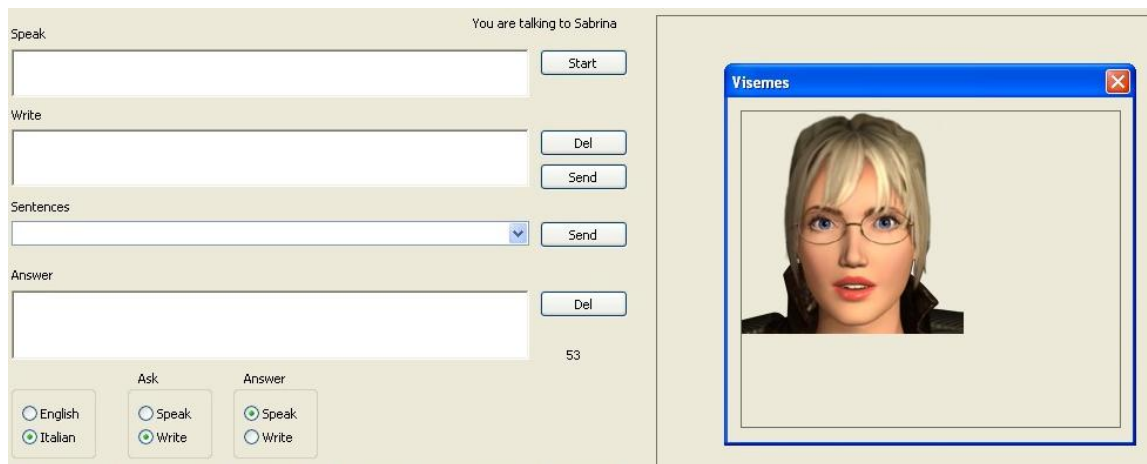 You are talking to Sabrina
Speak
Start
Write
Del
Send
Sentences
Send
Answer
Del
53
Ask Answer
English Speak Speak
Italian Write Write
Visemes